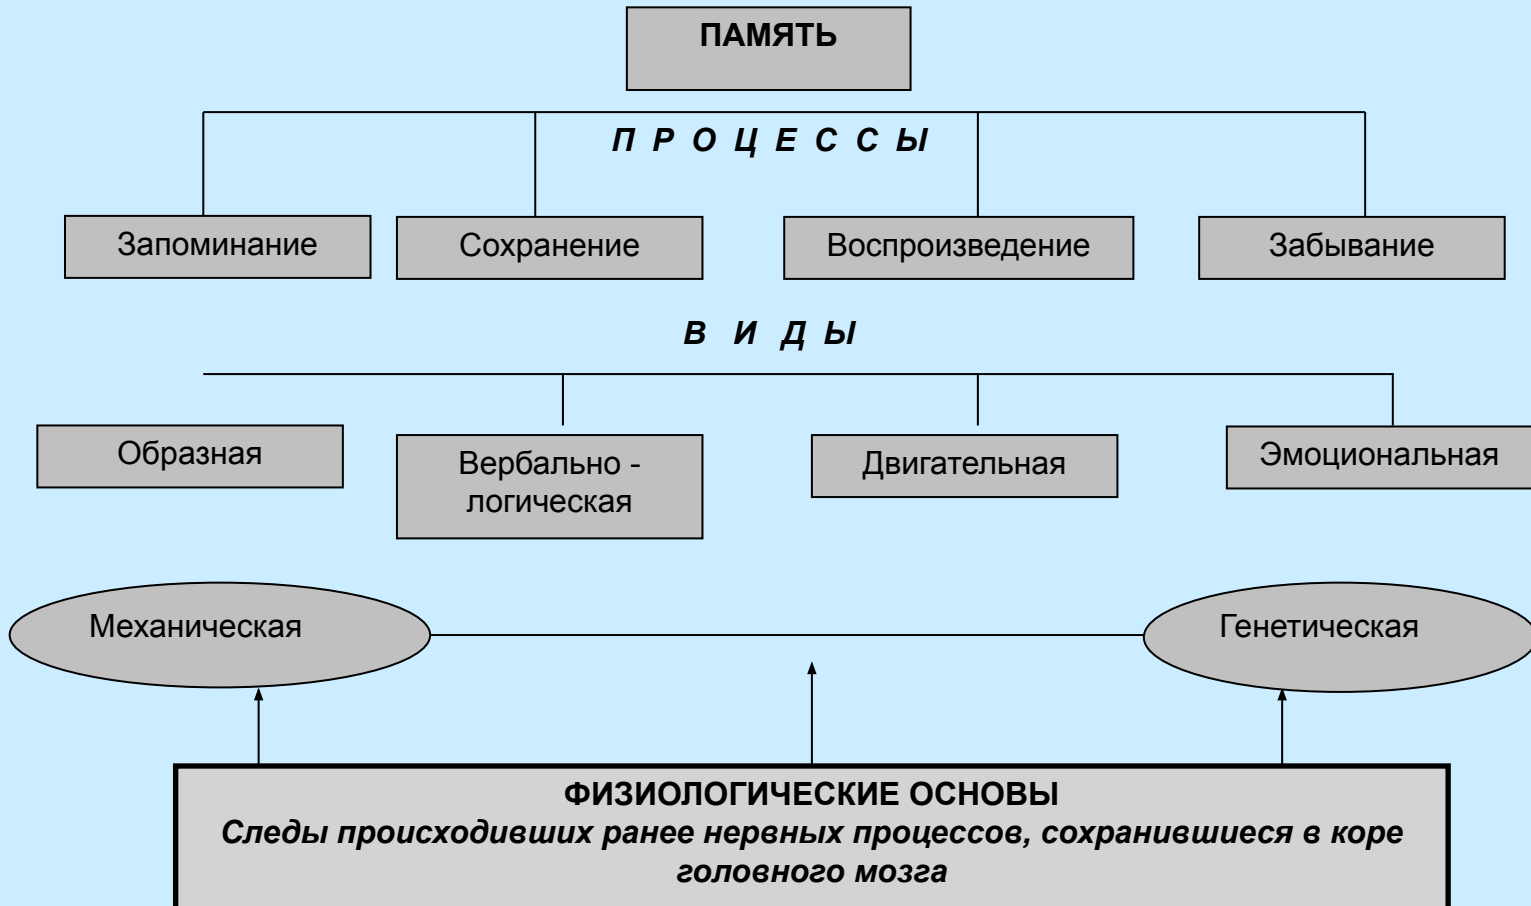 ПАМЯТЬ
П Р О Ц Е С С Ы
Запоминание
Сохранение
Воспроизведение
Забывание
В И Д Ы
Образная
Вербально -
логическая
Двигательная
Эмоциональная
Механическая
Генетическая
ФИЗИОЛОГИЧЕСКИЕ ОСНОВЫ
Следы происходивших ранее нервных процессов, сохранившиеся в коре
головного мозга